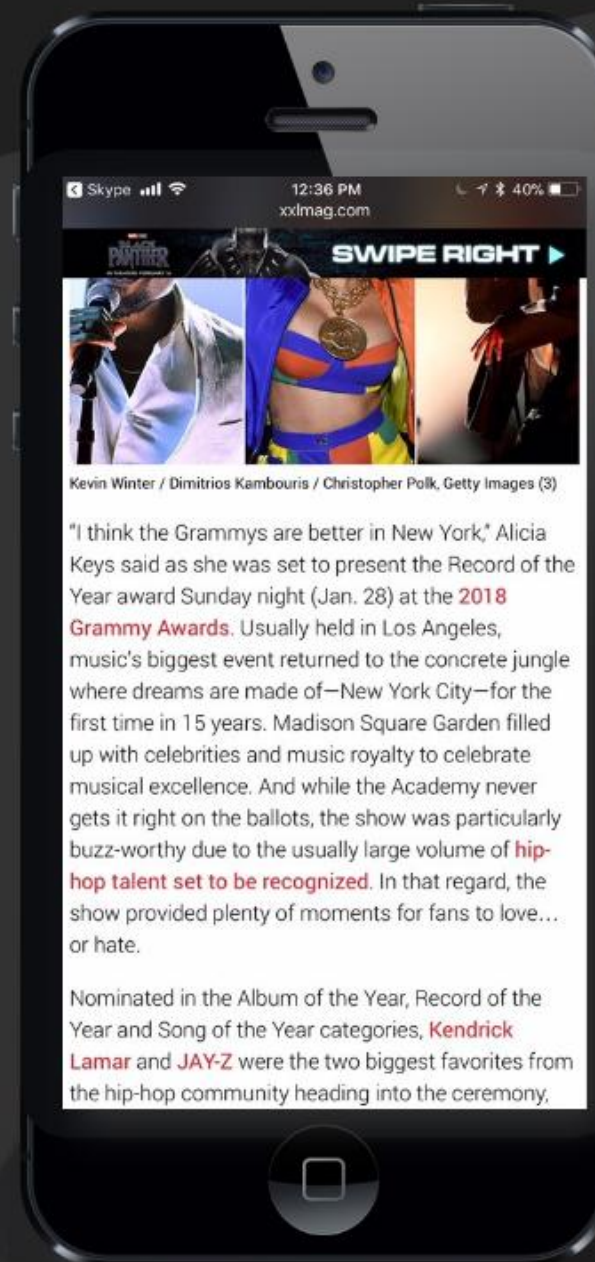 Skype
12:36 PM
40%
xxlmag.com
BLACK
PANTHER
SWIPE RIGHT
Kevin Winter / Dimitrios Kambouris / Christopher Polk, Getty Images (3)
"I think the Grammys are better in New York," Alicia
Keys said as she was set to present the Record of the
Year award Sunday night (Jan. 28) at the 2018
Grammy Awards. Usually held in Los Angeles,
music's biggest event returned to the concrete jungle
where dreams are made of—New York City—for the
first time in 15 years. Madison Square Garden filled
up with celebrities and music royalty to celebrate
musical excellence. And while the Academy never
gets it right on the ballots, the show was particularly
buzz-worthy due to the usually large volume of hip-
hop talent set to be recognized. In that regard, the
show provided plenty of moments for fans to love…
or hate.
Nominated in the Album of the Year, Record of the
Year and Song of the Year categories, Kendrick
Lamar and JAY-Z were the two biggest favorites from
the hip-hop community heading into the ceremony,